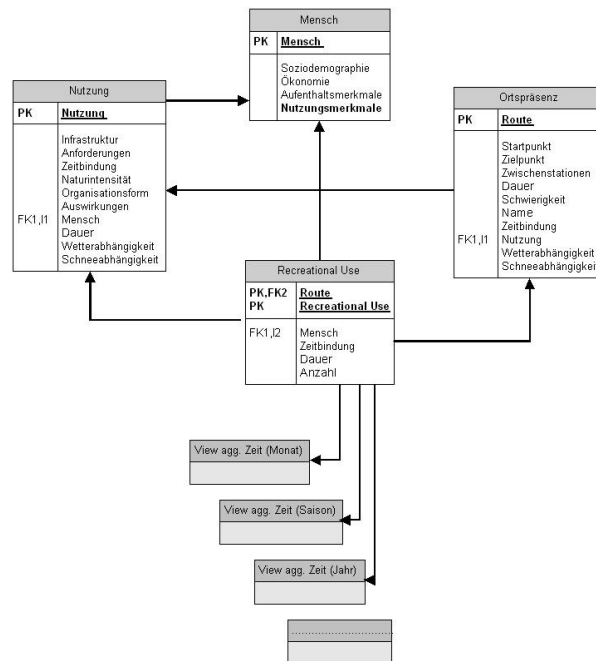 Mensch
PK Mensch
Soziodemographie
Ökonomie
Aufenthaltsmerkmale
Nutzungsmerkmale
Nutzung
PK Nutzung
Infrastruktur
Anforderungen
Zeitbindung
Naturintensität
Organisationsform
Auswirkungen
FK1,I1 Mensch
Dauer
Wetterabhängigkeit
Schneeabhängigkeit
Ortspräsenz
PK Route
Startpunkt
Zielpunkt
Zwischenstationen
Dauer
Schwierigkeit
Name
Zeitbindung
FK1,I1 Nutzung
Wetterabhängigkeit
Schneeabhängigkeit
Recreational Use
PK,FK2 Route
PK Recreational Use
FK1,I2 Mensch
Zeitbindung
Dauer
Anzahl
View agg. Zeit (Monat)
View agg. Zeit (Saison)
View agg. Zeit (Jahr)
................................